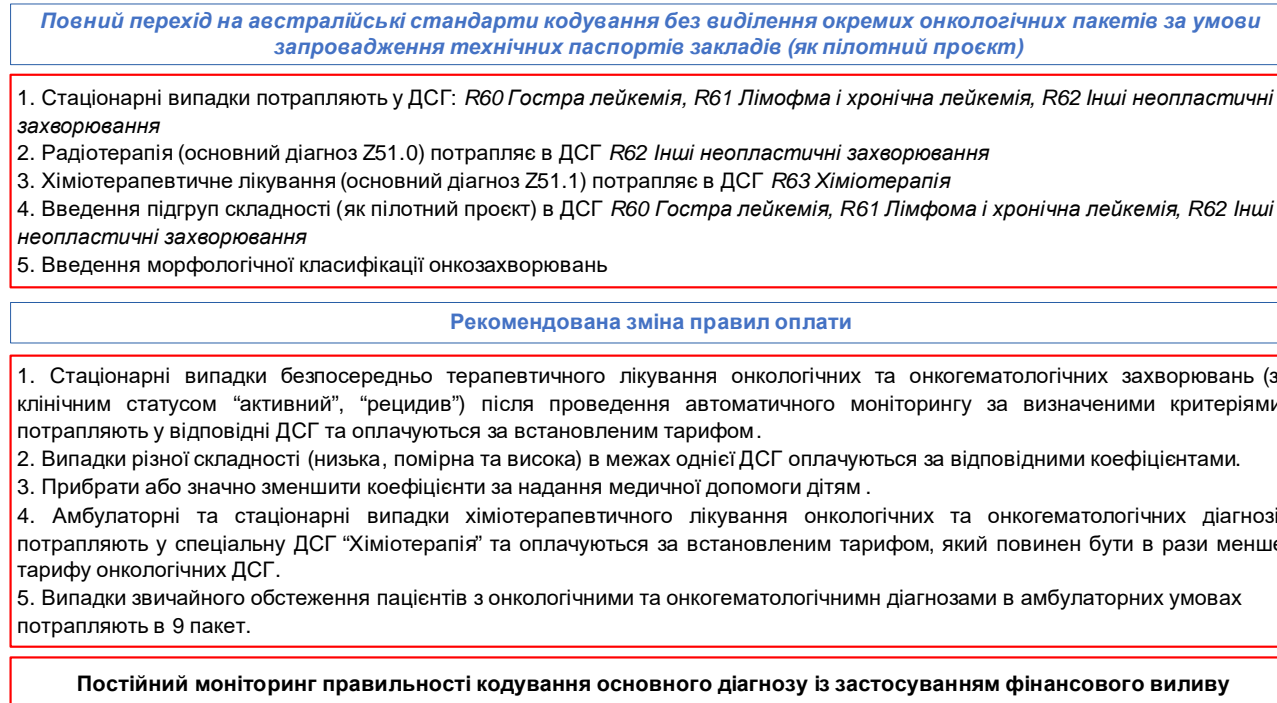 Повний перехід на австралійські стандарти кодування без виділення окремих онкологічних пакетів за умови
запровадження технічних паспортів закладів (як пілотний проєкт)
1. Стаціонарні випадки потрапляють у ДСГ: R60 Гостра лейкемія, R61 Лімофма і хронічна лейкемія, R62 Інші неопластичні
захворювання
2. Радіотерапія (основний діагноз Z51.0) потрапляє в ДСГ R62 Інші неопластичні захворювання
3. Хіміотерапевтичне лікування (основний діагноз Z51.1) потрапляє в ДСГ R63 Хіміотерапія
4. Введення підгруп складності (як пілотний проєкт) в ДСГ R60 Гостра лейкемія, R61 Лімфома і хронічна лейкемія, R62 Інші
неопластичні захворювання
5. Введення морфологічної класифікації онкозахворювань
Рекомендована зміна правил оплати
1. Стаціонарні випадки безпосередньо терапевтичного лікування онкологічних та онкогематологічних захворювань (з
клінічним статусом “активний”, “рецидив”) після проведення автоматичного моніторингу за визначеними критеріями
потрапляють у відповідні ДСГ та оплачуються за встановленим тарифом.
2. Випадки різної складності (низька, помірна та висока) в межах однієї ДСГ оплачуються за відповідними коефіцієнтами.
3. Прибрати або значно зменшити коефіцієнти за надання медичної допомоги дітям .
4. Амбулаторні та стаціонарні випадки хіміотерапевтичного лікування онкологічних та онкогематологічних діагнозі
потрапляють у спеціальну ДСГ “Хіміотерапія” та оплачуються за встановленим тарифом, який повинен бути в рази менше
тарифу онкологічних ДСГ.
5. Випадки звичайного обстеження пацієнтів з онкологічними та онкогематологічнимн діагнозами в амбулаторних умовах
потрапляють в 9 пакет.
Постійний моніторинг правильності кодування основного діагнозу із застосуванням фінансового виливу